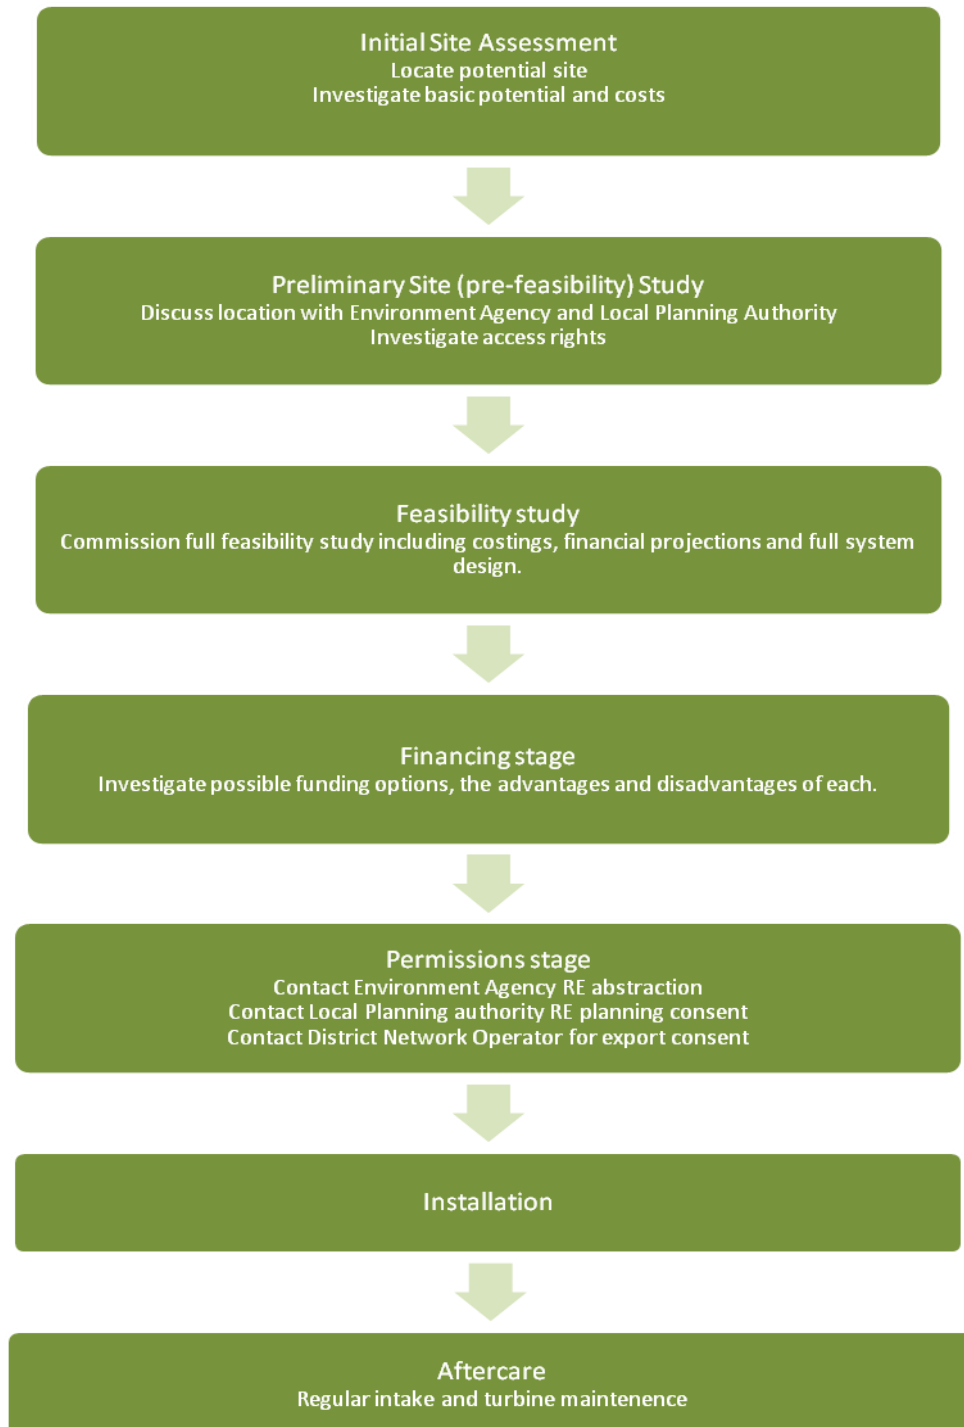 Initial Site Assessment
Locate potential site
Investigate basic potential and costs
Preliminary Site (pre-feasibility) Study
Discuss location with Environment Agency and Local Planning Authority
Investigate access rights
Feasibility study
Commission full feasibility study including costings, financial projections and full system
design.
Financing stage
Investigate possible funding options, the advantages and disadvantages of each.
Permissions stage
Contact Environment Agency RE abstraction
Contact Local Planning authority RE planning consent
Contact District Network Operator for export consent
Installation
Aftercare
Regular intake and turbine maintenence